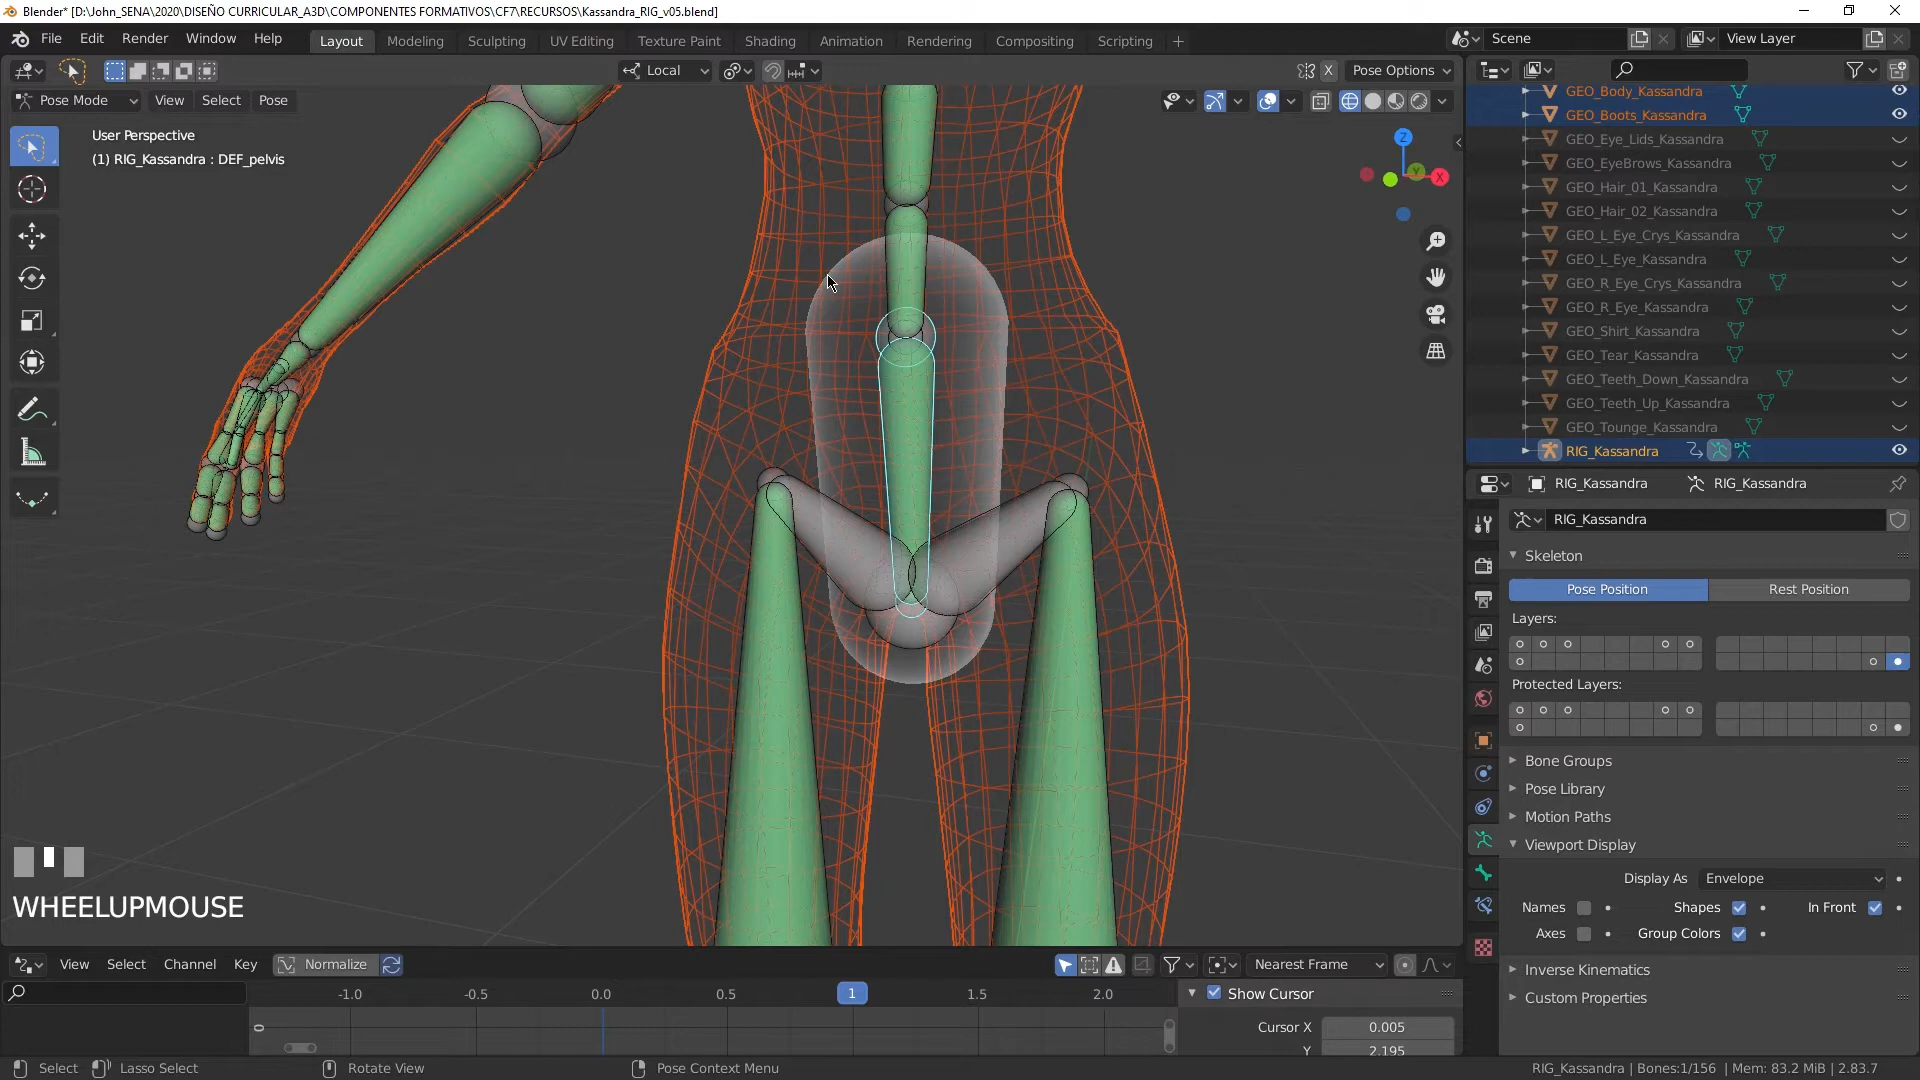 Blender* [D:\John_SENA\2020\DISEÑO CURRICULAR_A3D\COMPONENTES FORMATIVOS\CF7\RECURSOS\Kassandra_RIG_v05.blend]
File Edit Render Window Help
Layout Modeling Sculpting UV Editing Texture Paint Shading Animation Rendering Compositing Scripting +
Scene
View Layer
Local
X
Pose Options
Pose Mode View Select Pose
User Perspective
(1) RIG_Kassandra : DEF_pelvis
Z
Y
X
GEO_Body_Kassandra
GEO_Boots_Kassandra
GEO_Eye_Lids_Kassandra
GEO_EyeBrows_Kassandra
GEO_Hair_01_Kassandra
GEO_Hair_02_Kassandra
GEO_L_Eye_Crys_Kassandra
GEO_L_Eye_Kassandra
GEO_R_Eye_Crys_Kassandra
GEO_R_Eye_Kassandra
GEO_Shirt_Kassandra
GEO_Tear_Kassandra
GEO_Teeth_Down_Kassandra
GEO_Teeth_Up_Kassandra
GEO_Tounge_Kassandra
RIG_Kassandra
RIG_Kassandra RIG_Kassandra
RIG_Kassandra
Skeleton
Pose Position Rest Position
Layers:
Protected Layers:
Bone Groups
Pose Library
Motion Paths
Viewport Display
Display As Envelope
Names Shapes In Front
Axes Group Colors
Inverse Kinematics
Custom Properties
WHEELUPMOUSE
View Select Channel Key Normalize
Nearest Frame
-1.0 -0.5 0.0 0.5 1 1.5 2.0
0
Show Cursor
Cursor X 0.005
Y 2.195
Select Lasso Select Rotate View Pose Context Menu
RIG_Kassandra | Bones:1/156 | Mem: 83.2 MiB | 2.83.7